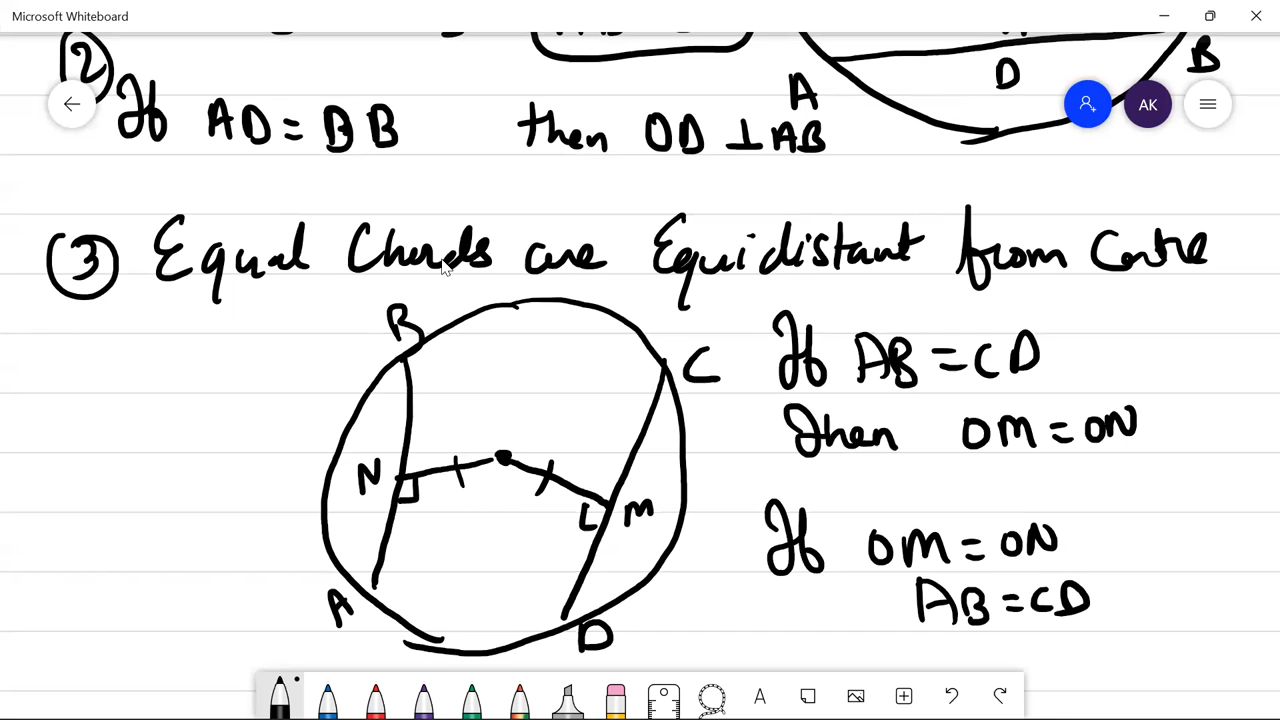 Microsoft Whiteboard
2
A
D
B
AK
If AD = BB then OD ⊥ AB
3 Equal Chords are Equidistant from Centre
B
C
If AB = CD
Then OM = ON
N
M
If OM = ON
AB = CD
A
D
A